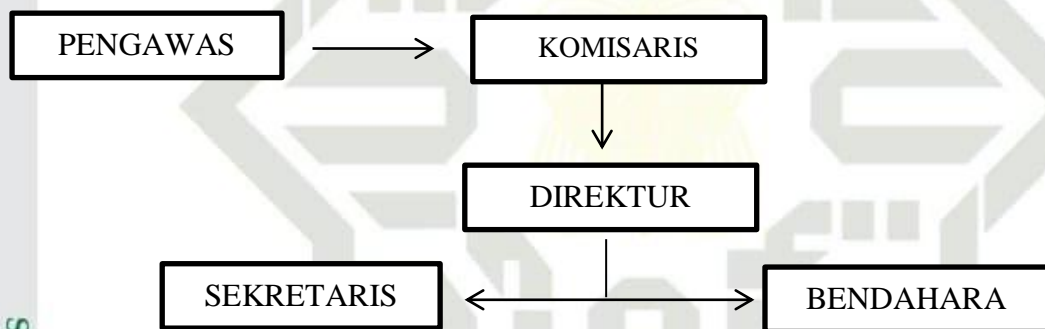 PENGAWAS
KOMISARIS
DIREKTUR
SEKRETARIS
BENDAHARA